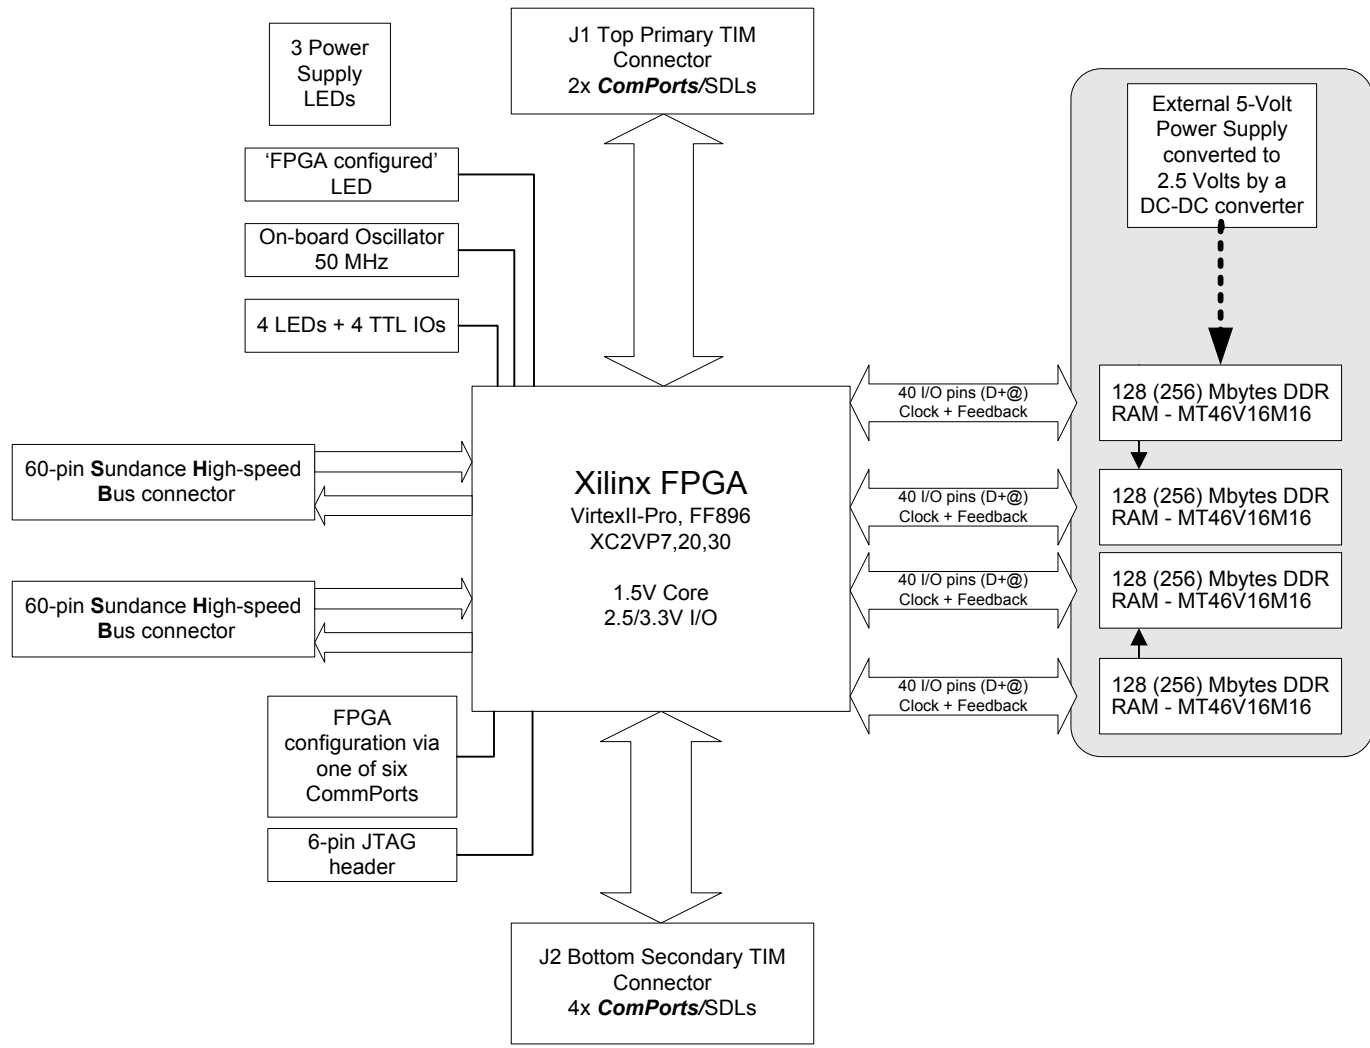 3 Power
Supply
LEDs
J1 Top Primary TIM
Connector
2x ComPorts/SDLs
External 5-Volt
Power Supply
converted to
2.5 Volts by a
DC-DC converter
‘FPGA configured’
LED
On-board Oscillator
50 MHz
4 LEDs + 4 TTL IOs
40 I/O pins (D+@)
Clock + Feedback
128 (256) Mbytes DDR
RAM - MT46V16M16
60-pin Sundance High-speed
Bus connector
Xilinx FPGA
VirtexII-Pro, FF896
XC2VP7,20,30
1.5V Core
2.5/3.3V I/O
40 I/O pins (D+@)
Clock + Feedback
128 (256) Mbytes DDR
RAM - MT46V16M16
40 I/O pins (D+@)
Clock + Feedback
128 (256) Mbytes DDR
RAM - MT46V16M16
60-pin Sundance High-speed
Bus connector
40 I/O pins (D+@)
Clock + Feedback
128 (256) Mbytes DDR
RAM - MT46V16M16
FPGA
configuration via
one of six
CommPorts
6-pin JTAG
header
J2 Bottom Secondary TIM
Connector
4x ComPorts/SDLs